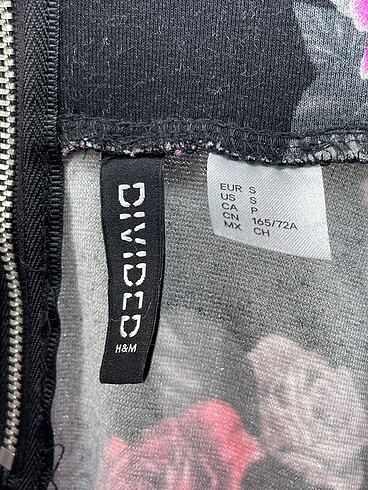 DIVIDED
H&M
EUR S
US S
CA P
CN 165/72A
MX CH